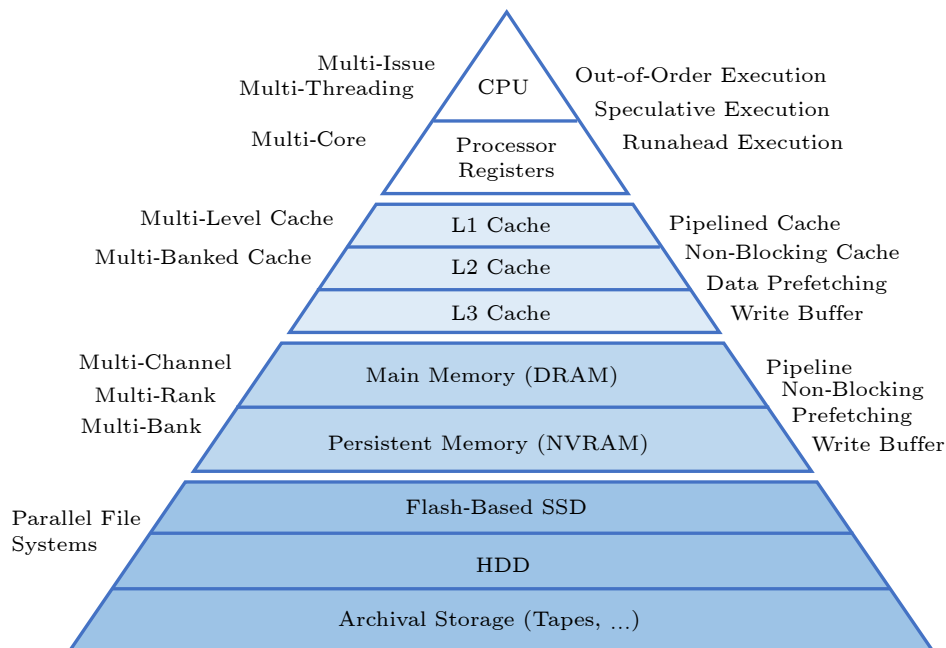 Multi-Issue
Multi-Threading
CPU
Out-of-Order Execution
Speculative Execution
Multi-Core
Processor
Registers
Runahead Execution
Multi-Level Cache
L1 Cache
Pipelined Cache
Multi-Banked Cache
L2 Cache
Non-Blocking Cache
Data Prefetching
L3 Cache
Write Buffer
Multi-Channel
Main Memory (DRAM)
Pipeline
Non-Blocking
Multi-Rank
Prefetching
Multi-Bank
Persistent Memory (NVRAM)
Write Buffer
Parallel File
Systems
Flash-Based SSD
HDD
Archival Storage (Tapes, ...)